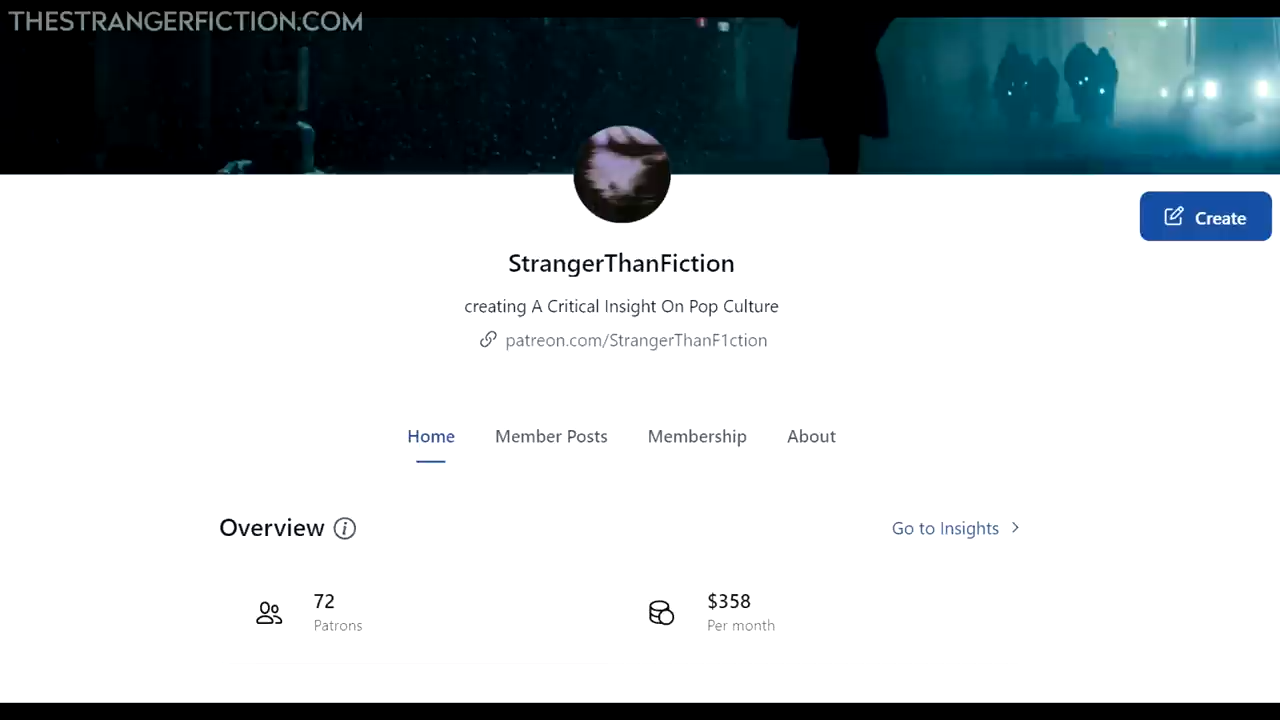 THESTRANGERFICTION.COM
Create
StrangerThanFiction
creating A Critical Insight On Pop Culture
patreon.com/StrangerThanF1ction
Home Member Posts Membership About
Overview Go to Insights
72 $358
Patrons Per month